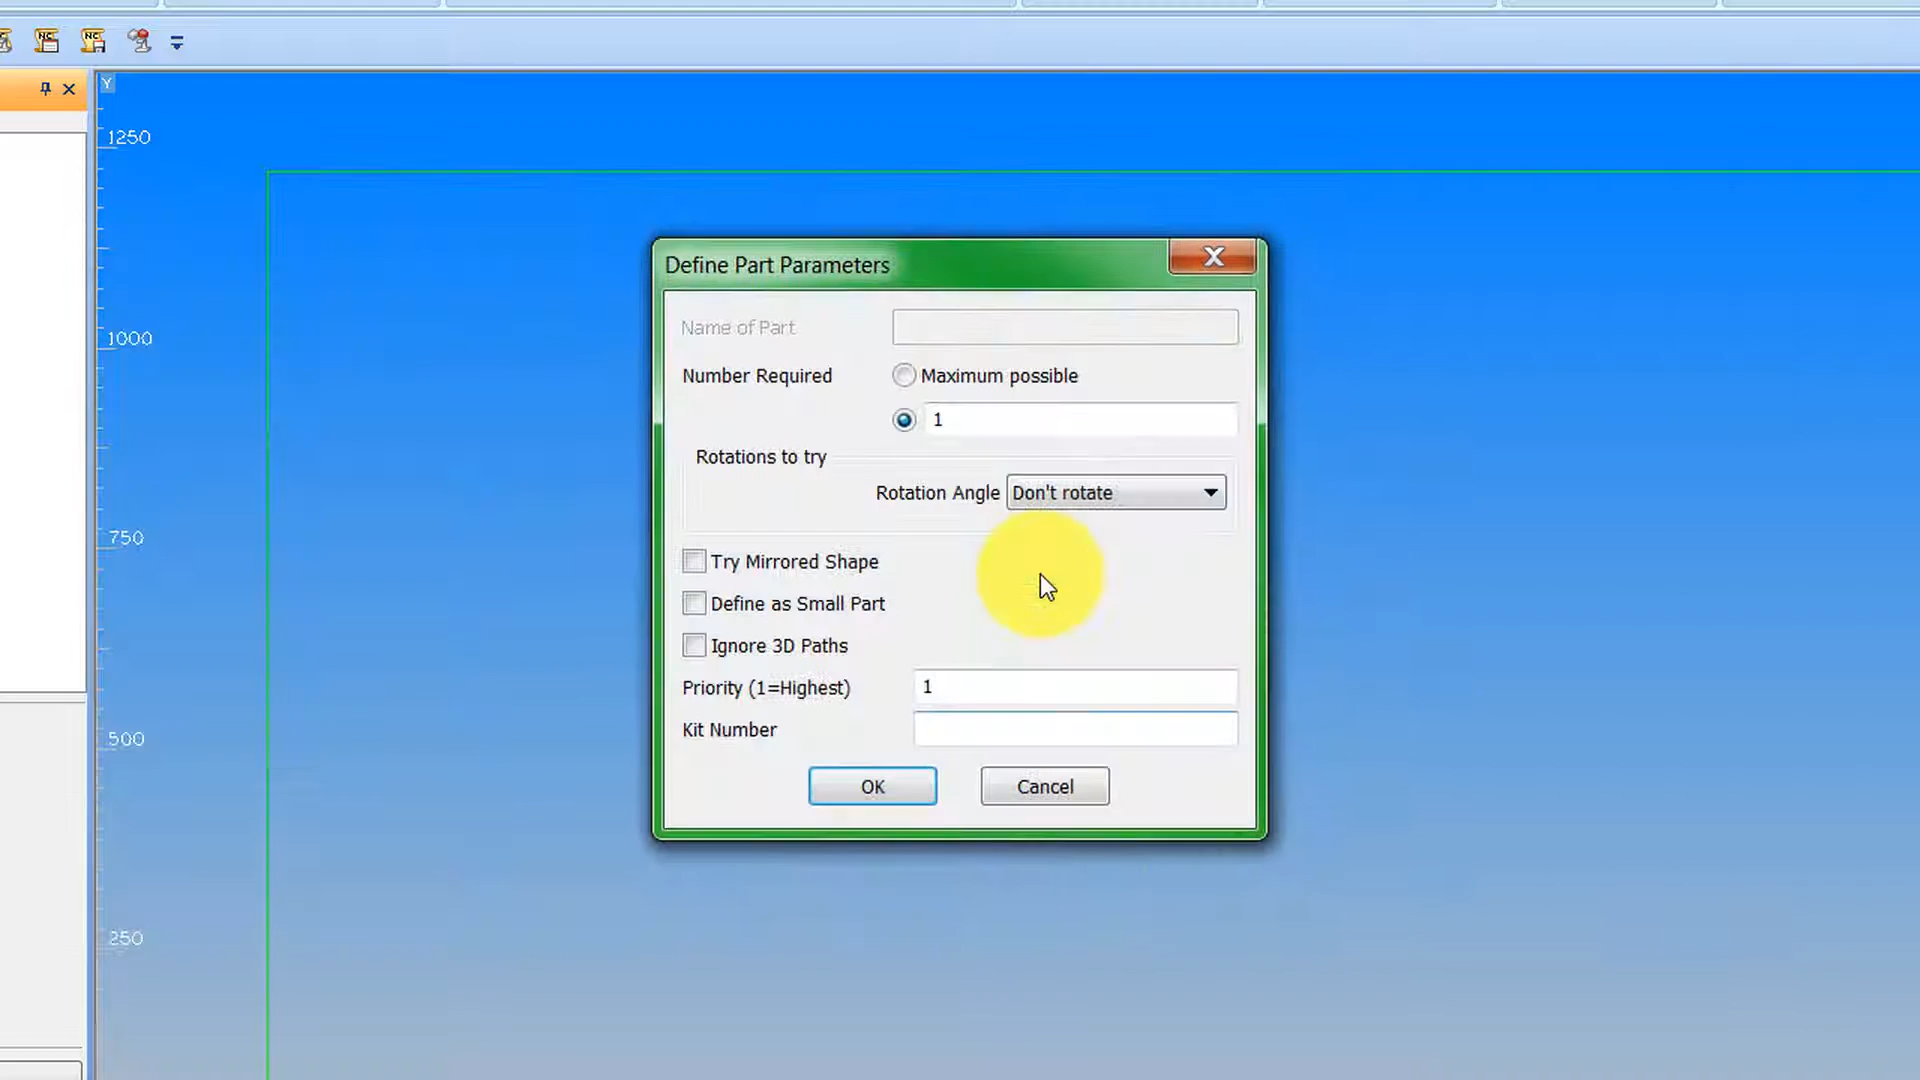 NC NC
Y
1250
1000
750
500
250
Define Part Parameters
Name of Part
Number Required
Maximum possible
1
Rotations to try
Rotation Angle Don't rotate
Try Mirrored Shape
Define as Small Part
Ignore 3D Paths
Priority (1=Highest) 1
Kit Number
OK Cancel